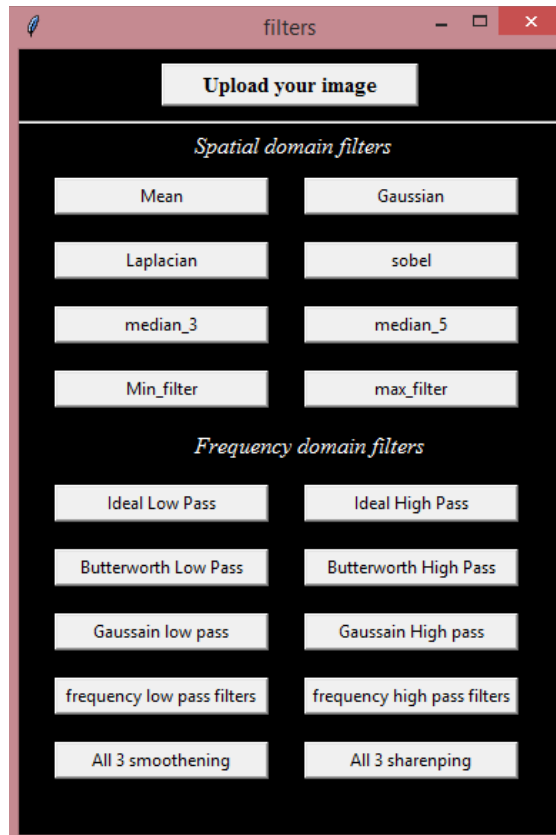 filters
Upload your image
Spatial domain filters
Mean Gaussian
Laplacian sobel
median_3 median_5
Min_filter max_filter
Frequency domain filters
Ideal Low Pass Ideal High Pass
Butterworth Low Pass Butterworth High Pass
Gaussain low pass Gaussain High pass
frequency low pass filters frequency high pass filters
All 3 smoothening All 3 sharenping